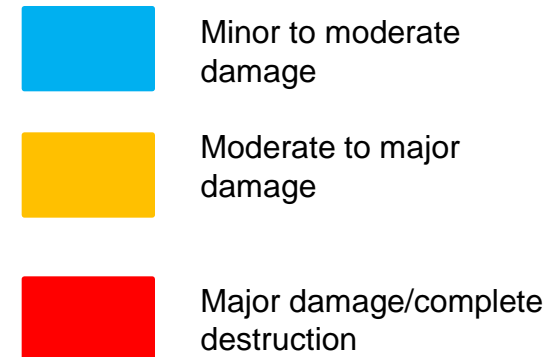 Minor to moderate
damage
Moderate to major
damage
Major damage/complete
destruction